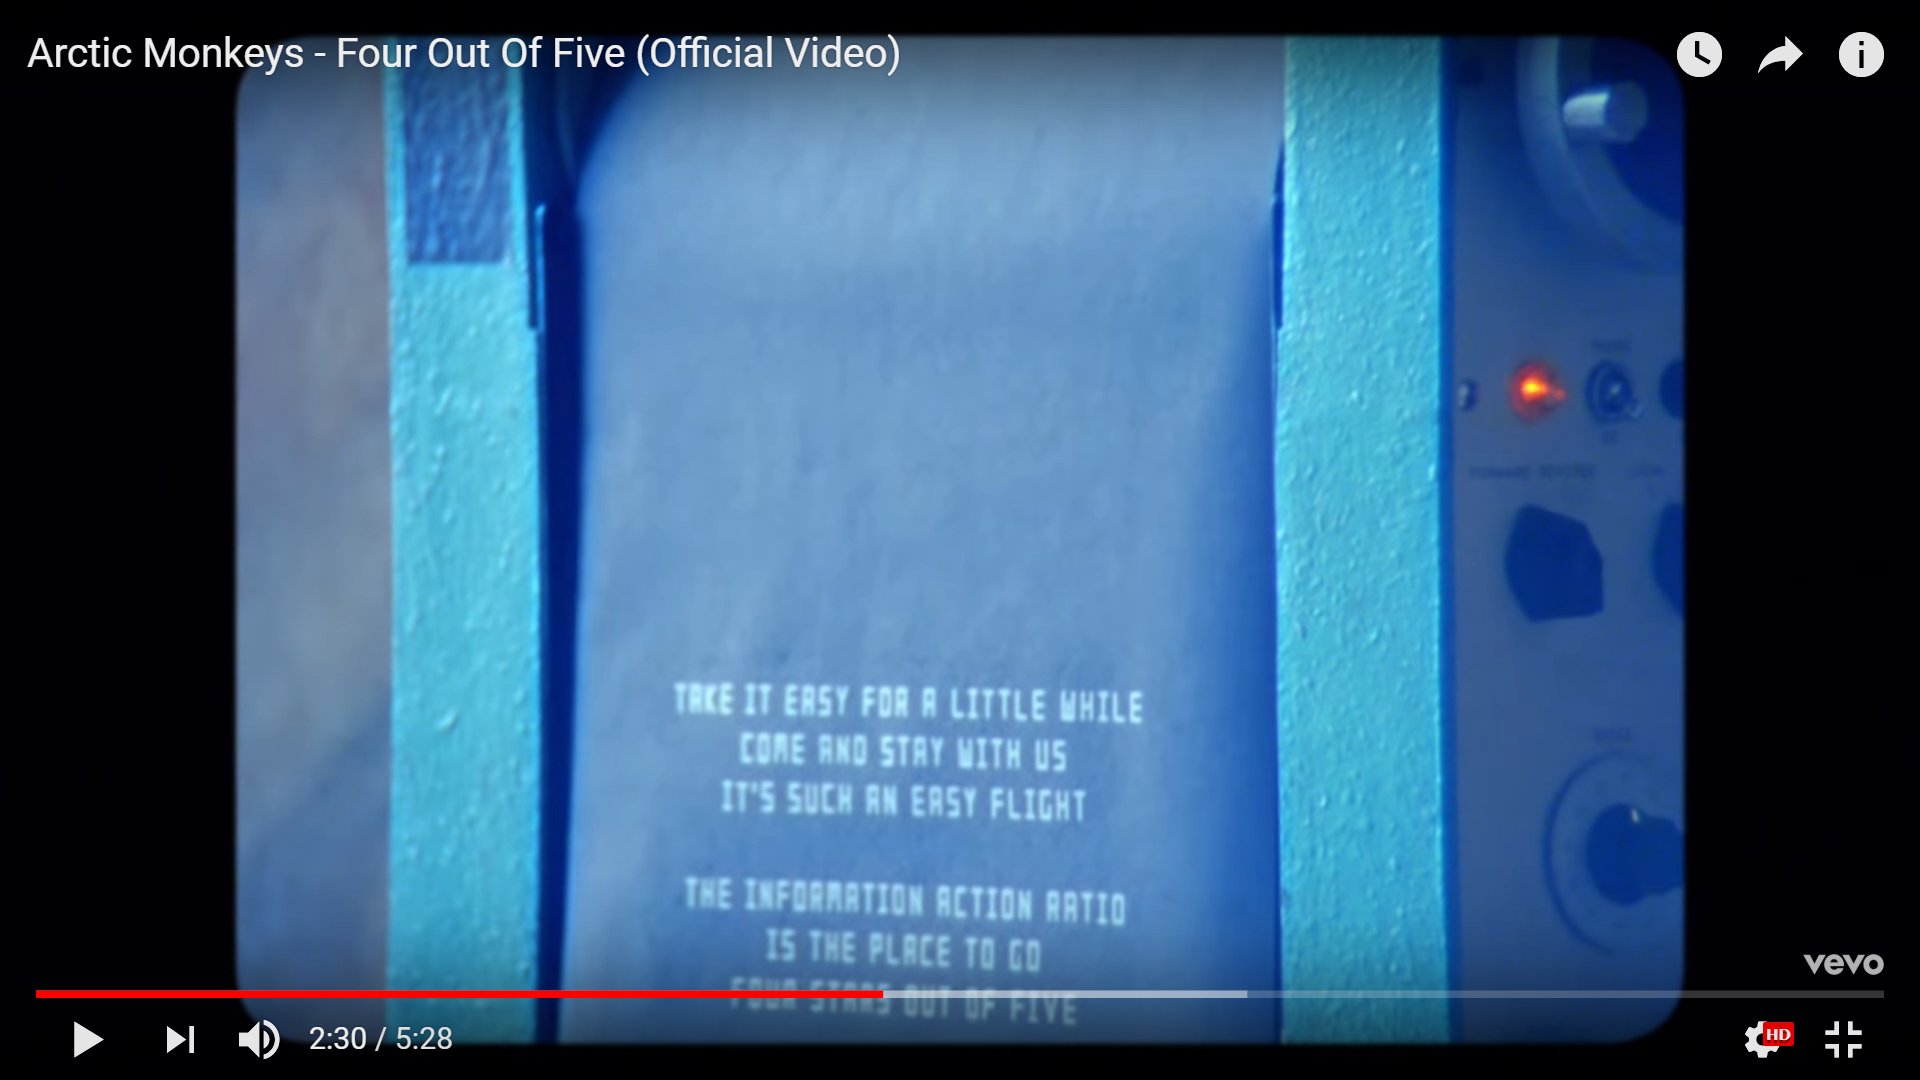 Arctic Monkeys - Four Out Of Five (Official Video)
TAKE IT EASY FOR A LITTLE WHILE
COME AND STAY WITH US
IT'S SUCH AN EASY FLIGHT
THE INFORMATION ACTION RATIO
IS THE PLACE TO GO
FOUR STARS OUT OF FIVE
vevo
2:30 / 5:28
HD